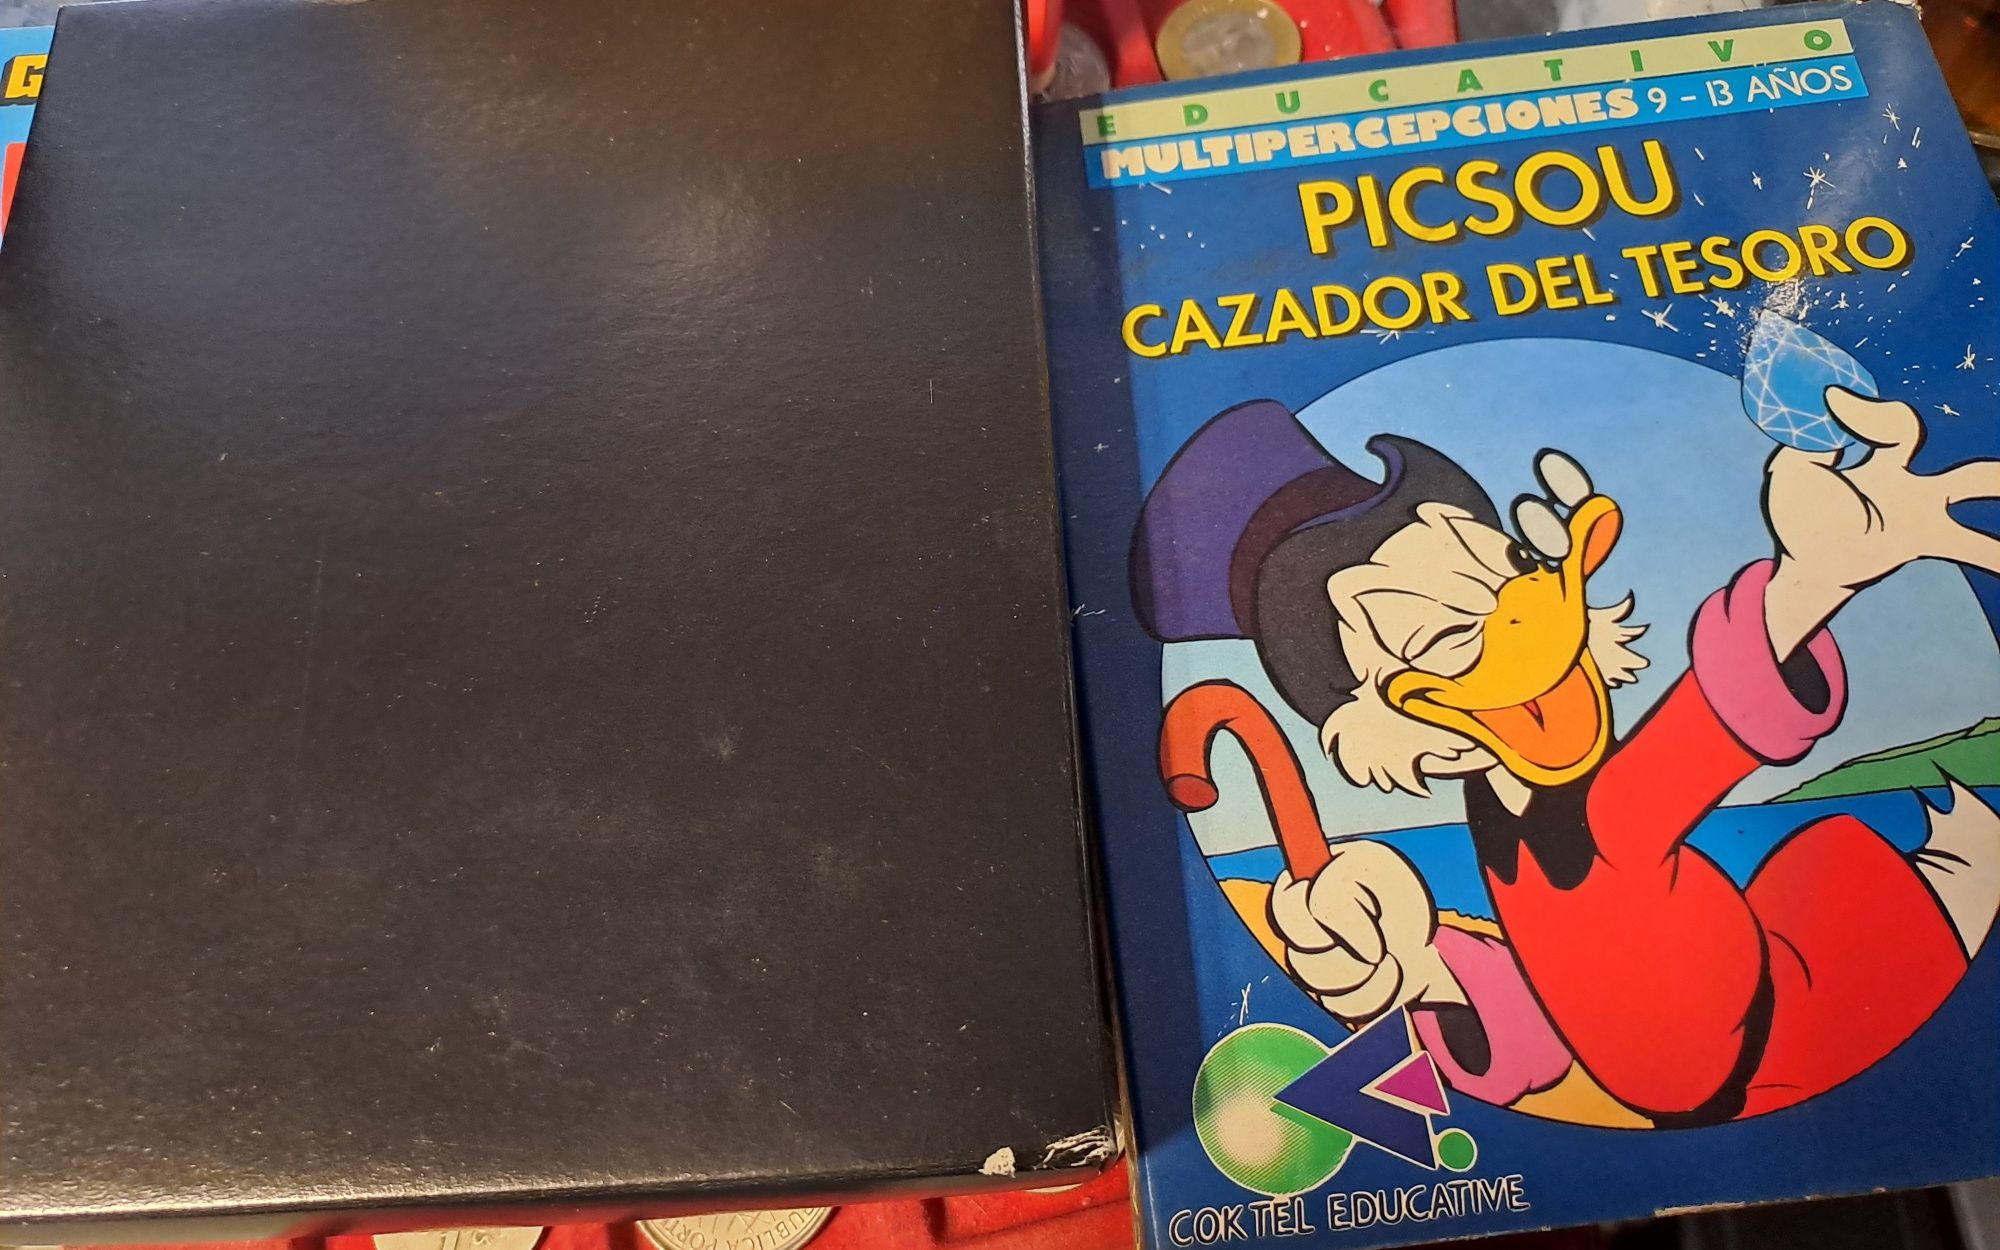 G
EDUCATIVO
MULTIPERCEPCIONES 9 - 13 AÑOS
PICSOU
CAZADOR DEL TESORO
COKTEL EDUCATIVE